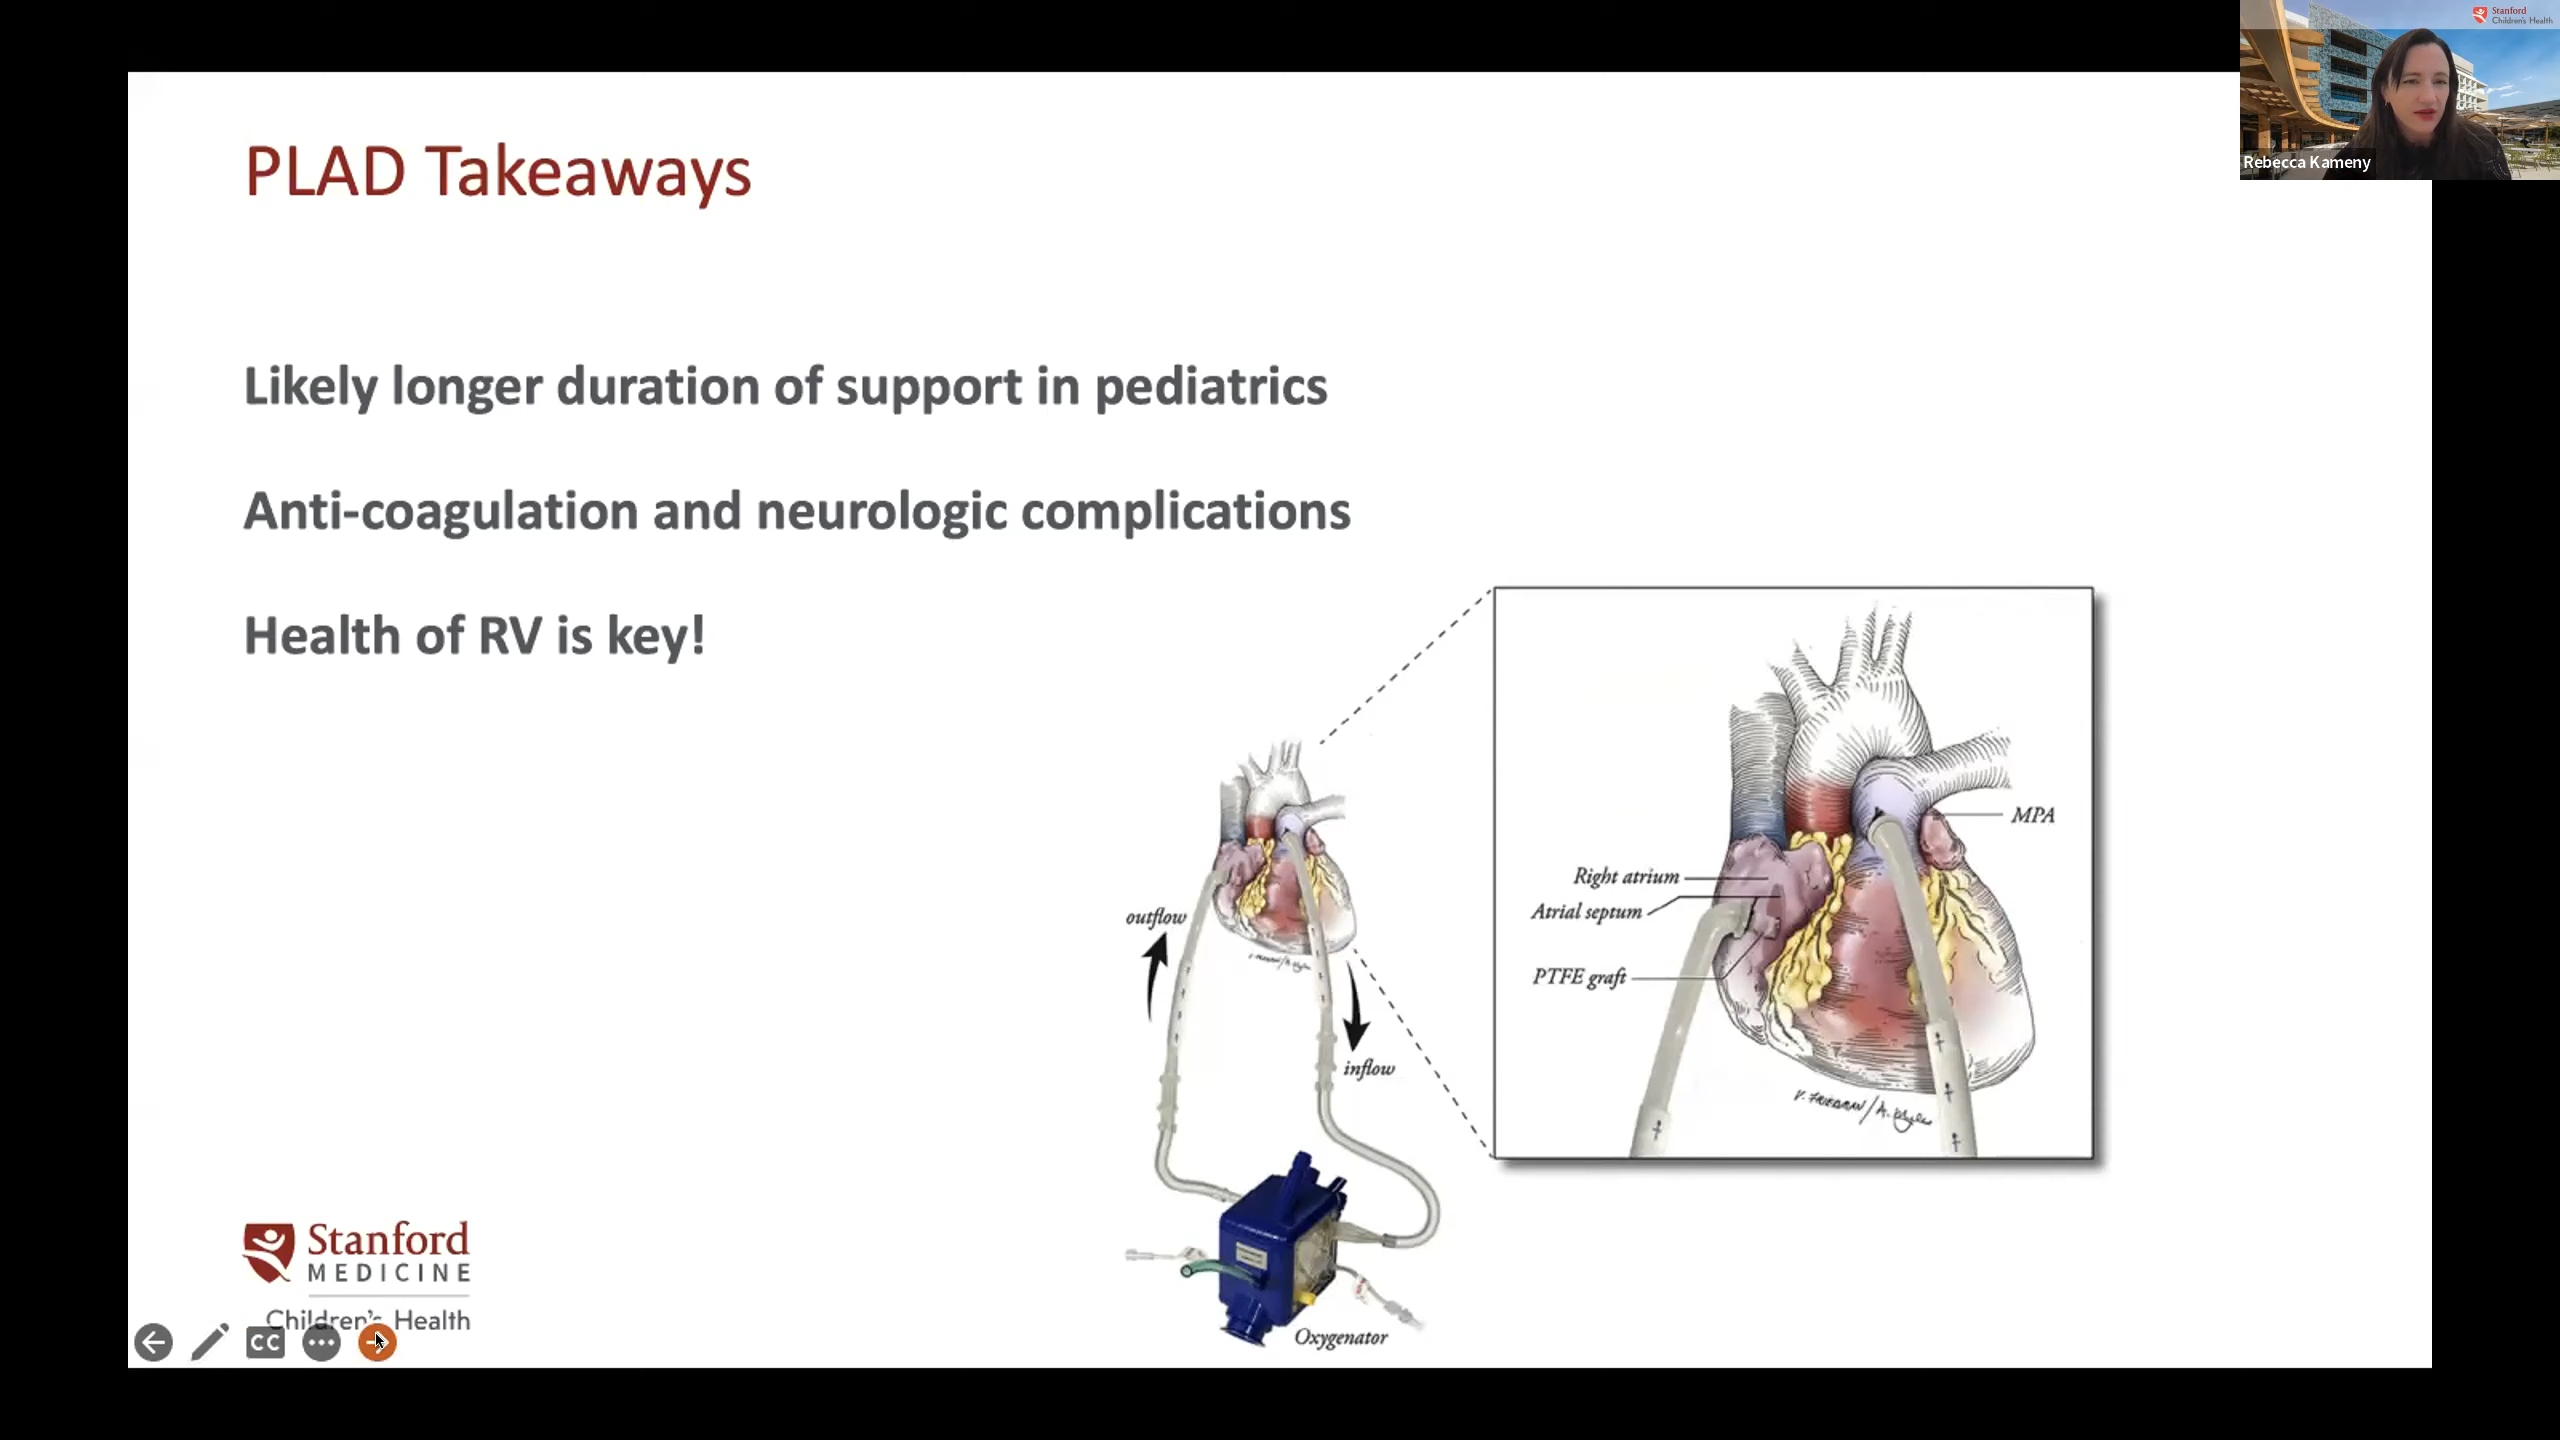 Stanford
Children's Health
Rebecca Kameny
PLAD Takeaways
Likely longer duration of support in pediatrics
Anti-coagulation and neurologic complications
Health of RV is key!
outflow
inflow
Oxygenator
MPA
Right atrium
Atrial septum
PTFE graft
V. FRIEDMAN/A.
Stanford
MEDICINE
Children's Health
CC